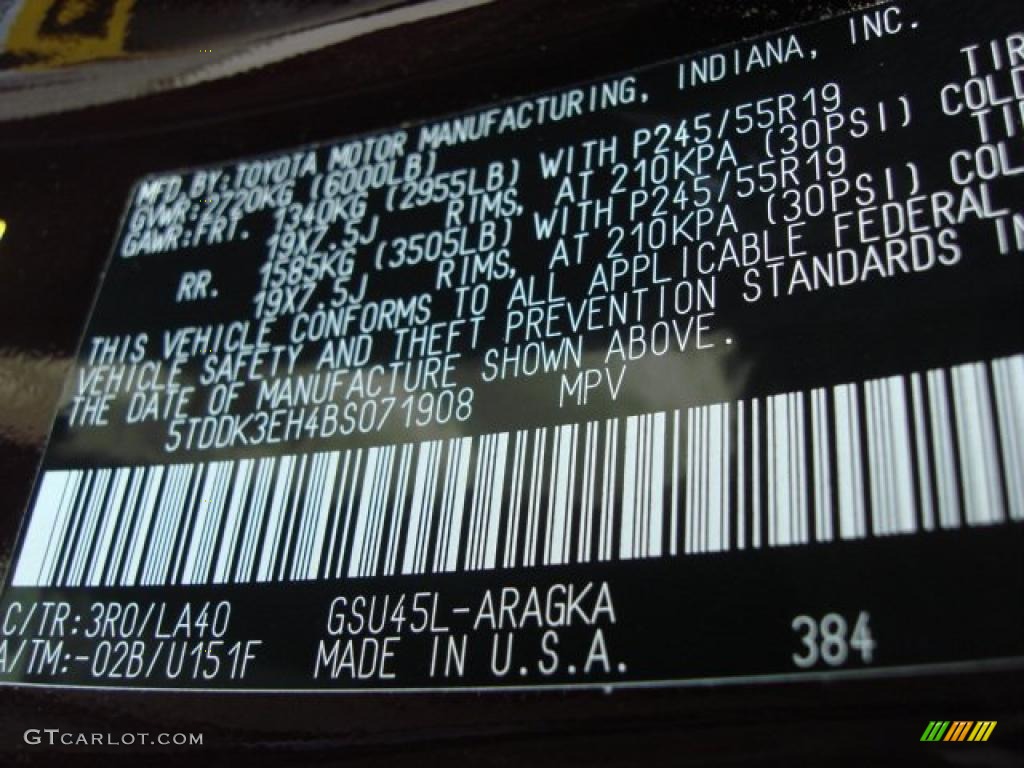 MFD.BY:TOYOTA MOTOR MANUFACTURING, INDIANA, INC.
GVWR:2720KG (6000LB)
GAWR:FRT. 1340KG (2955LB) WITH P245/55R19 TIR
19X7.5J RIMS, AT 210KPA (30PSI) COLD
RR. 1585KG (3505LB) WITH P245/55R19 TI
19X7.5J RIMS, AT 210KPA (30PSI) COL
THIS VEHICLE CONFORMS TO ALL APPLICABLE FEDERAL
VEHICLE SAFETY AND THEFT PREVENTION STANDARDS IN
THE DATE OF MANUFACTURE SHOWN ABOVE.
5TDDK3EH4BS071908 MPV
C/TR:3R0/LA40 GSU45L-ARAGKA
A/TM:-02B/U151F MADE IN U.S.A. 384
GTCARLOT.COM